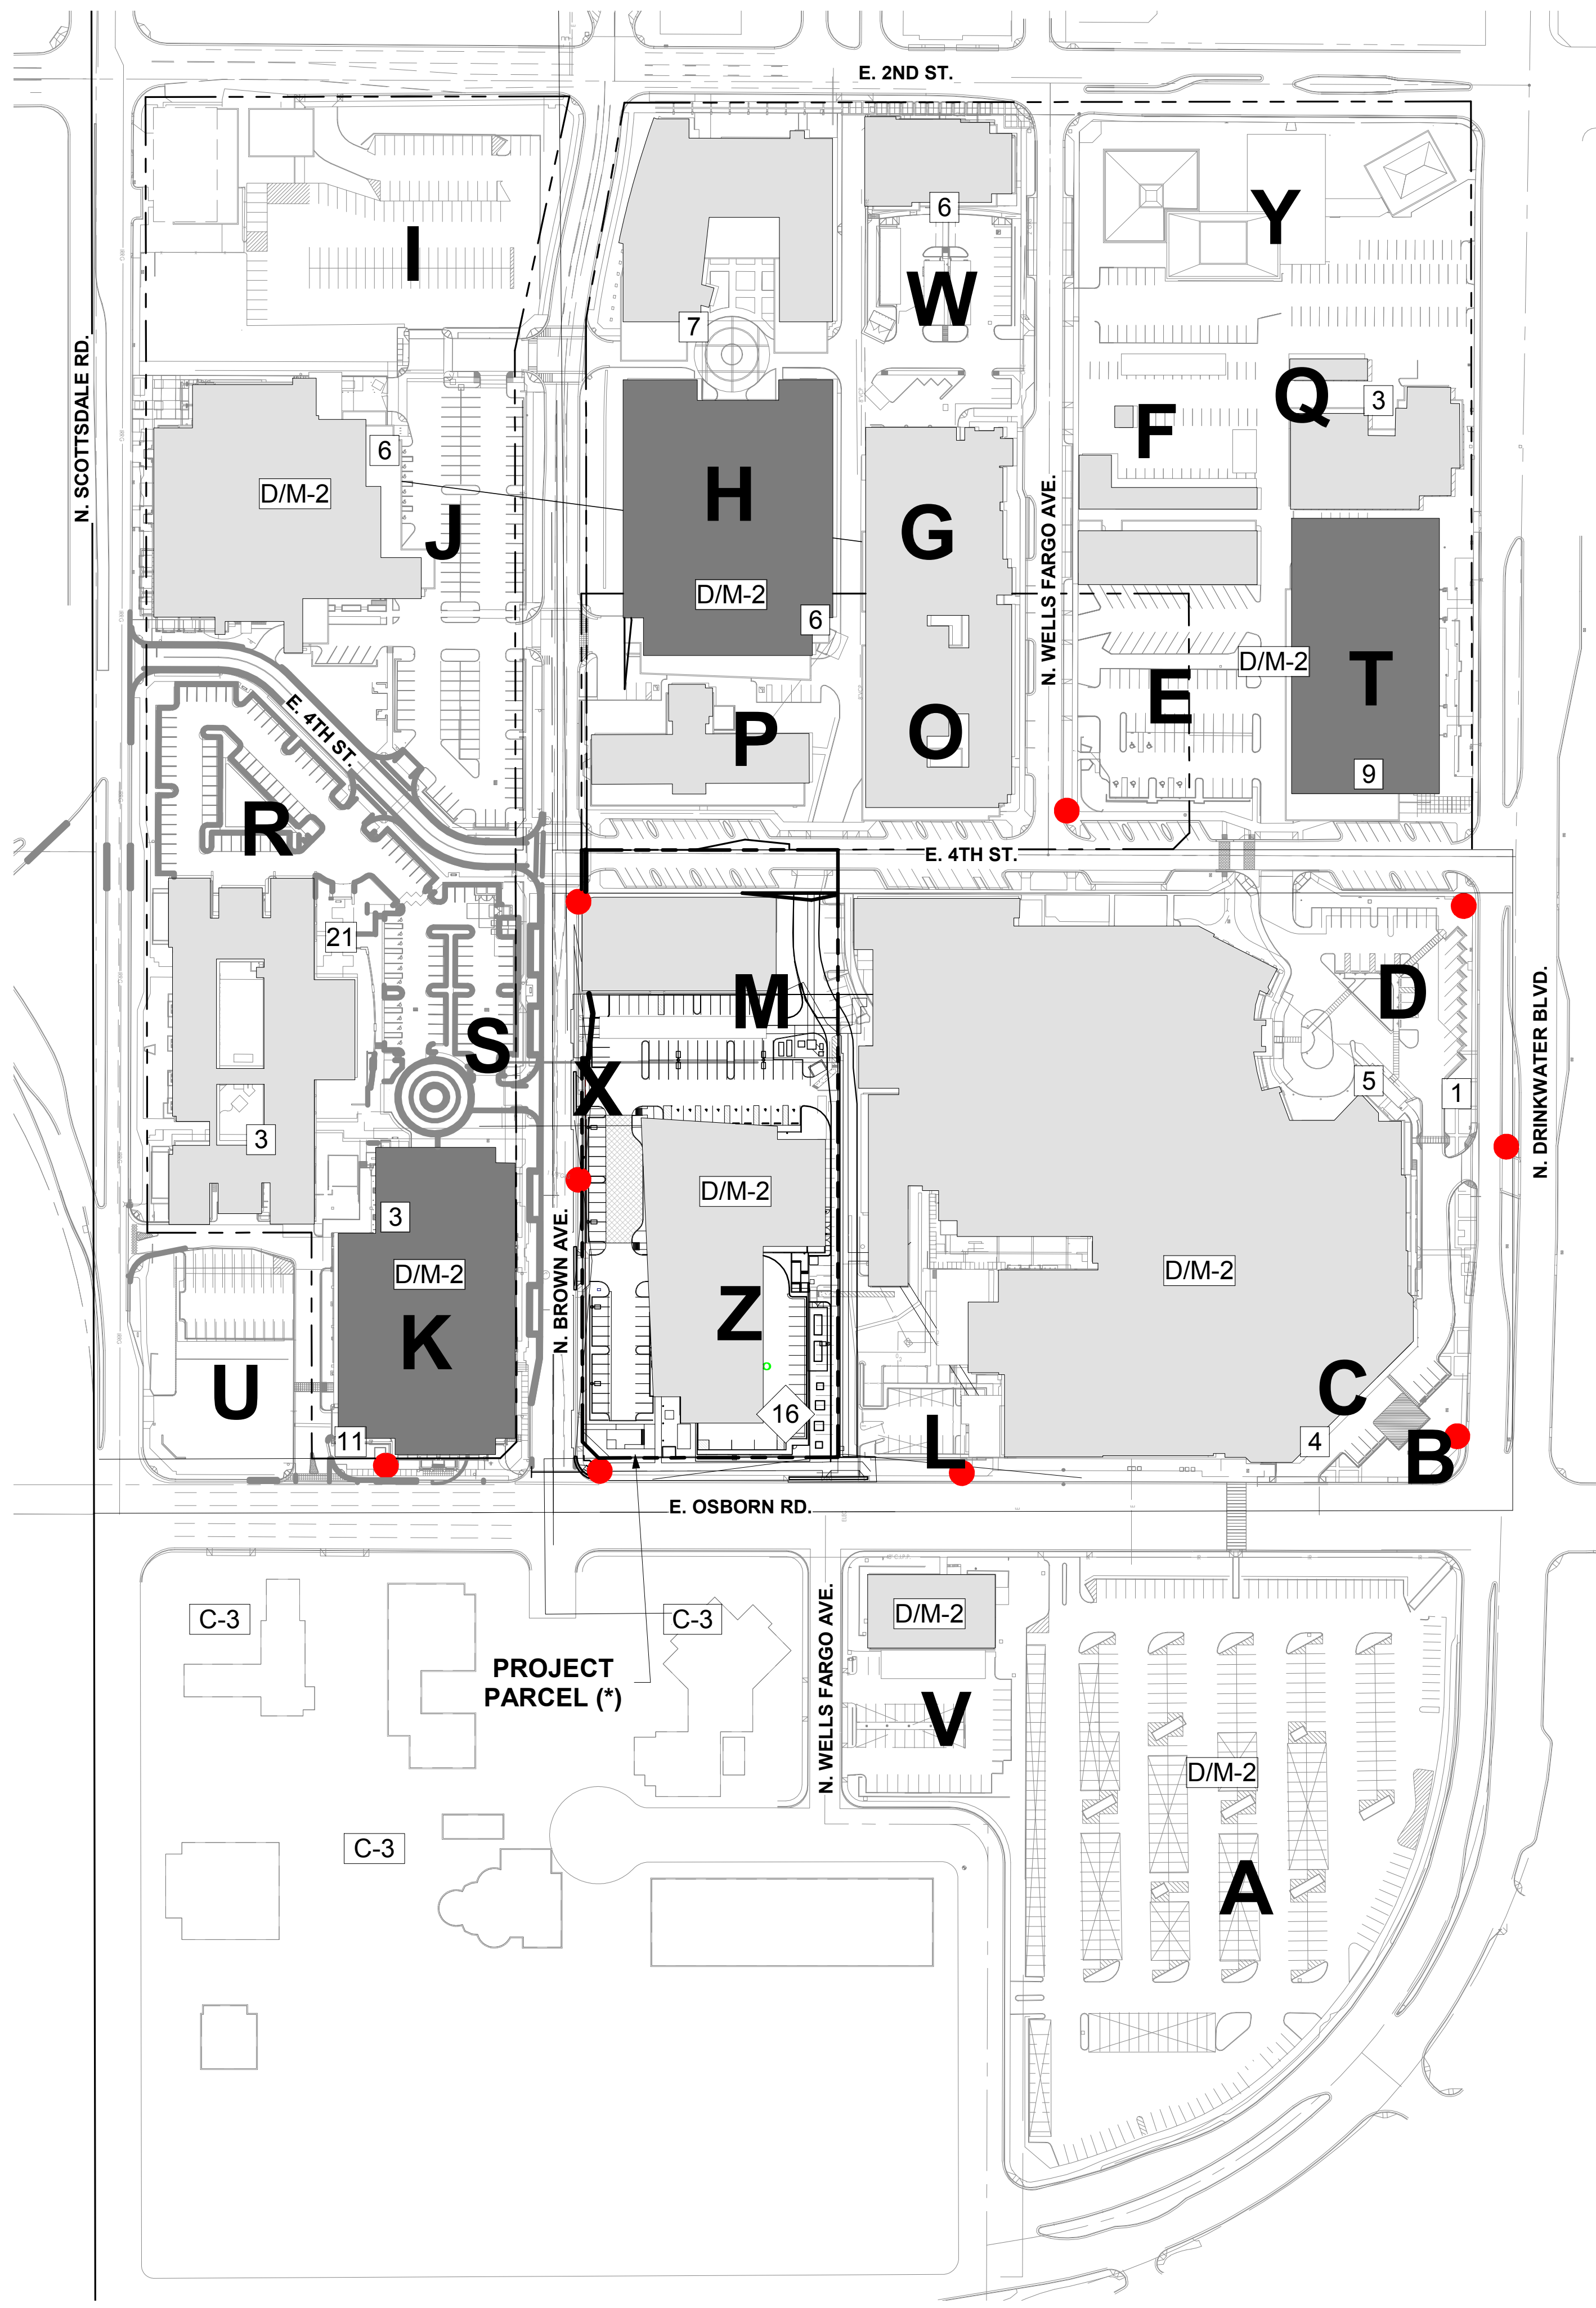 E. 2ND ST.
Y
I
6
W
7
N. SCOTTSDALE RD.
Q
3
F
6
D/M-2
H
G
J
N. WELLS FARGO AVE.
D/M-2
6
D/M-2
T
E
E. 4TH ST.
P
O
9
R
E. 4TH ST.
21
M
D
S
X
5
1
N. DRINKWATER BLVD.
3
D/M-2
3
D/M-2
D/M-2
N. BROWN AVE.
Z
K
U
C
16
11
L
4
B
E. OSBORN RD.
C-3
C-3
D/M-2
N. WELLS FARGO AVE.
PROJECT
PARCEL (*)
V
D/M-2
C-3
A